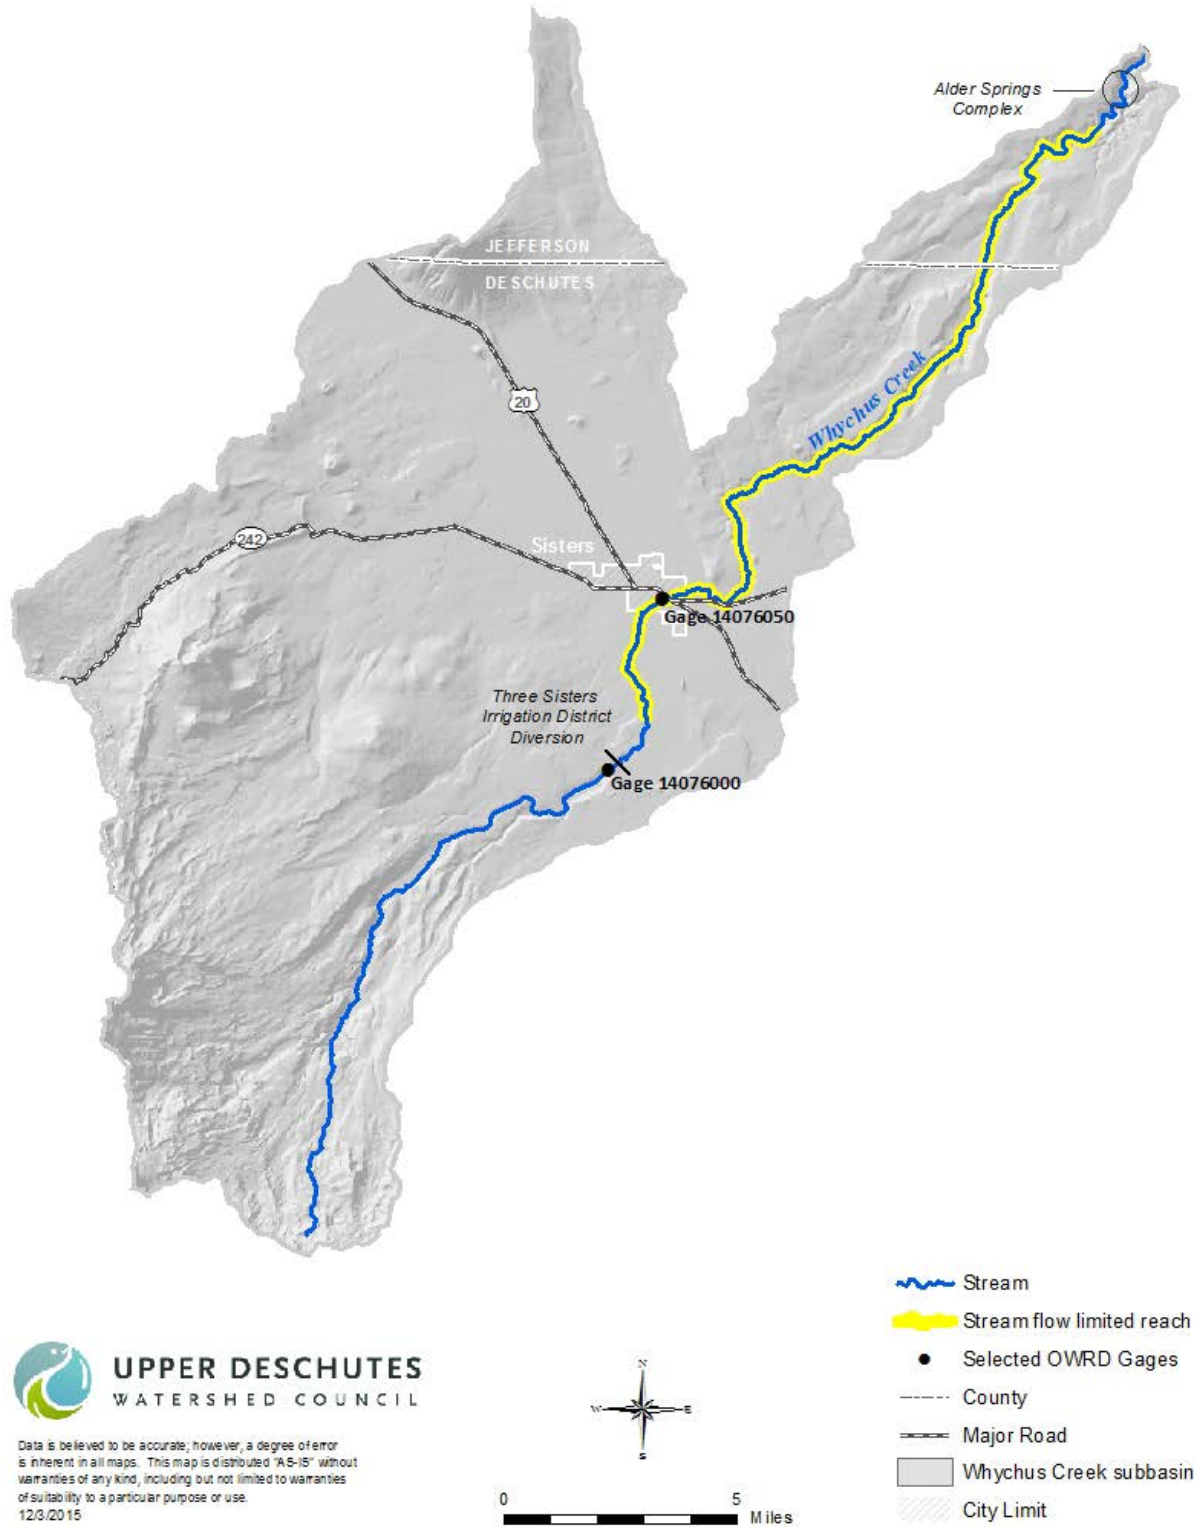 Alder Springs
Complex
JEFFERSON
DESCHUTES
20
Whychus Creek
242
Sisters
Gage 14076050
Three Sisters
Irrigation District
Diversion
Gage 14076000
Stream
Stream flow limited reach
Selected OWRD Gages
County
Major Road
Whychus Creek subbasin
City Limit
UPPER DESCHUTES
WATERSHED COUNCIL
N
W E
S
Data is believed to be accurate; however, a degree of error
is inherent in all maps. This map is distributed "AS-IS" without
warranties of any kind, including but not limited to warranties
of suitability to a particular purpose or use.
12/3/2015
0 5
Miles